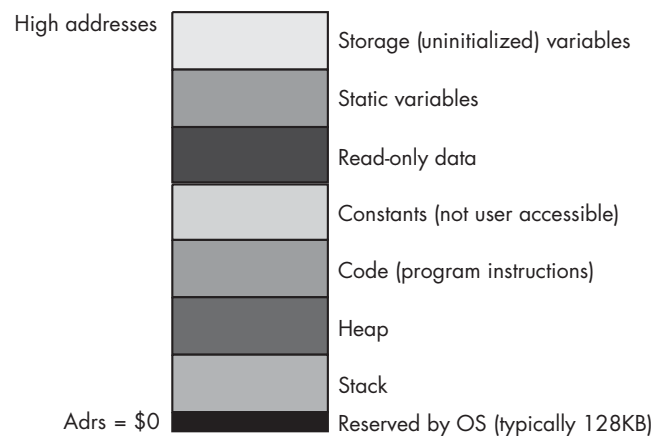 High addresses
Storage (uninitialized) variables
Static variables
Read-only data
Constants (not user accessible)
Code (program instructions)
Heap
Stack
Adrs = $0
Reserved by OS (typically 128KB)